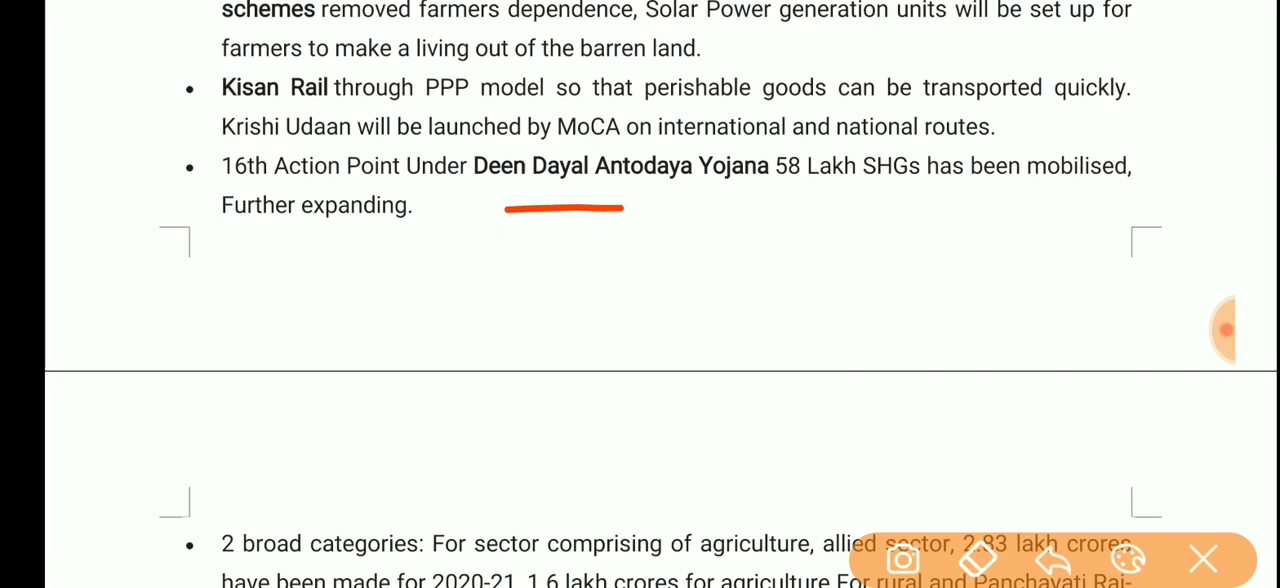 schemes removed farmers dependence, Solar Power generation units will be set up for
farmers to make a living out of the barren land.
• Kisan Rail through PPP model so that perishable goods can be transported quickly.
Krishi Udaan will be launched by MoCA on international and national routes.
• 16th Action Point Under Deen Dayal Antodaya Yojana 58 Lakh SHGs has been mobilised,
Further expanding.
• 2 broad categories: For sector comprising of agriculture, allied sector, 2.83 lakh crores
have been made for 2020-21, 1.6 lakh crores for agriculture For rural and Panchayati Raj-